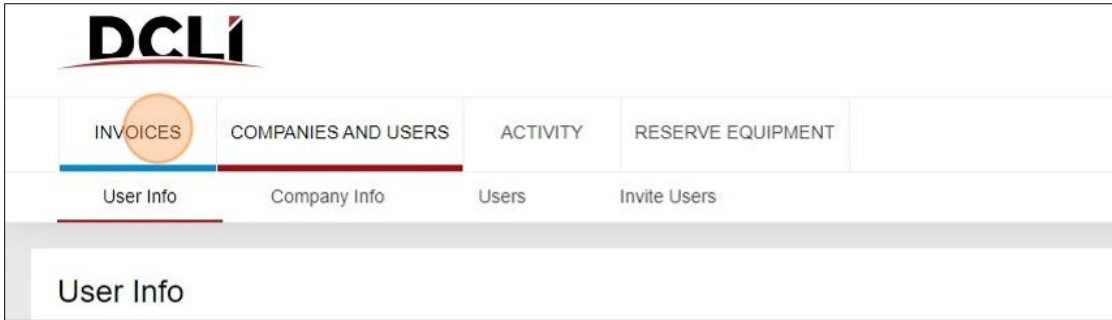 DCLI
INVOICES COMPANIES AND USERS ACTIVITY RESERVE EQUIPMENT
User Info Company Info Users Invite Users
User Info